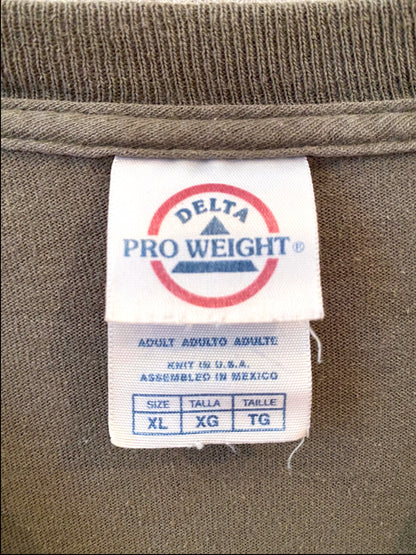 DELTA
PRO WEIGHT®
ADULT ADULTO ADULTE
KNIT IN U.S.A.
ASSEMBLED IN MEXICO
SIZE TALLA TAILLE
XL XG TG